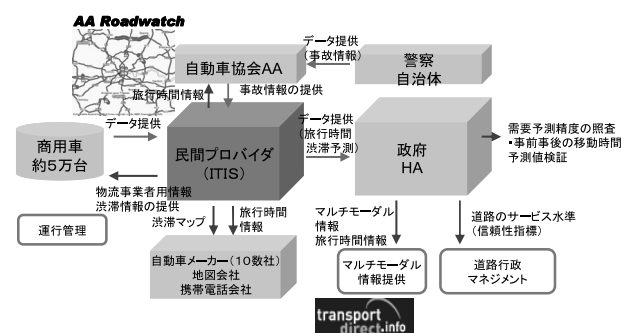 AA Roadwatch
データ提供
(事故情報)
警察
自治体
自動車協会AA
旅行時間情報
事故情報の提供
商用車
約5万台
データ提供
民間プロバイダ
(ITIS)
データ提供
(旅行時間
渋滞予測)
政府
HA
需要予測精度の照査
・事前事後の移動時間
予測値検証
物流事業者用情報
渋滞情報の提供
運行管理
渋滞マップ
旅行時間
情報
マルチモーダル
情報
旅行時間情報
道路のサービス水準
(信頼性指標)
自動車メーカー(10数社)
地図会社
携帯電話会社
マルチモーダル
情報提供
道路行政
マネジメント
transport
direct.info